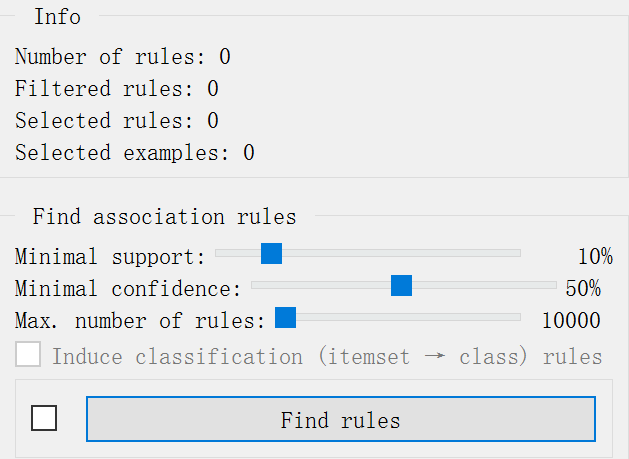 Info
Number of rules: 0
Filtered rules: 0
Selected rules: 0
Selected examples: 0
Find association rules
Minimal support: 10%
Minimal confidence: 50%
Max. number of rules: 10000
Induce classification (itemset → class) rules
Find rules